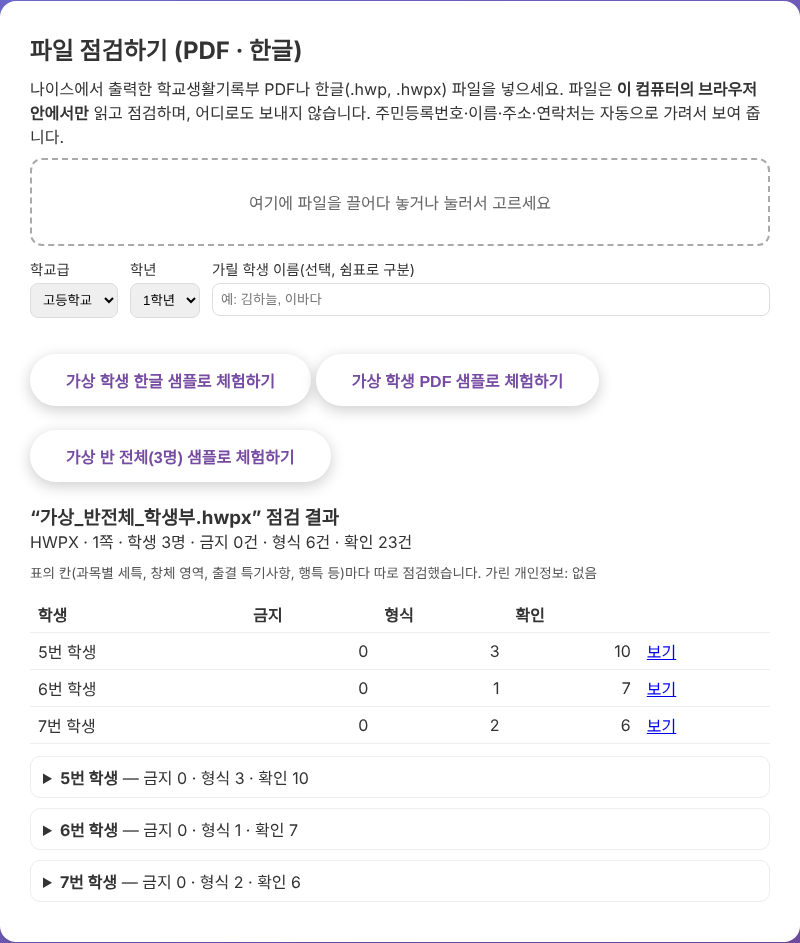 파일 점검하기 (PDF · 한글)
나이스에서 출력한 학교생활기록부 PDF나 한글(.hwp, .hwpx) 파일을 넣으세요. 파일은 이 컴퓨터의 브라우저
안에서만 읽고 점검하며, 어디로도 보내지 않습니다. 주민등록번호·이름·주소·연락처는 자동으로 가려서 보여 줍
니다.
여기에 파일을 끌어다 놓거나 눌러서 고르세요
학교급 학년 가릴 학생 이름(선택, 쉼표로 구분)
고등학교 1학년 예: 김하늘, 이바다
가상 학생 한글 샘플로 체험하기 가상 학생 PDF 샘플로 체험하기
가상 반 전체(3명) 샘플로 체험하기
“가상_반전체_학생부.hwpx” 점검 결과
HWPX · 1쪽 · 학생 3명 · 금지 0건 · 형식 6건 · 확인 23건
표의 칸(과목별 세특, 창체 영역, 출결 특기사항, 행특 등)마다 따로 점검했습니다. 가린 개인정보: 없음
학생 금지 형식 확인
5번 학생 0 3 10 보기
6번 학생 0 1 7 보기
7번 학생 0 2 6 보기
▶ 5번 학생 — 금지 0 · 형식 3 · 확인 10
▶ 6번 학생 — 금지 0 · 형식 1 · 확인 7
▶ 7번 학생 — 금지 0 · 형식 2 · 확인 6